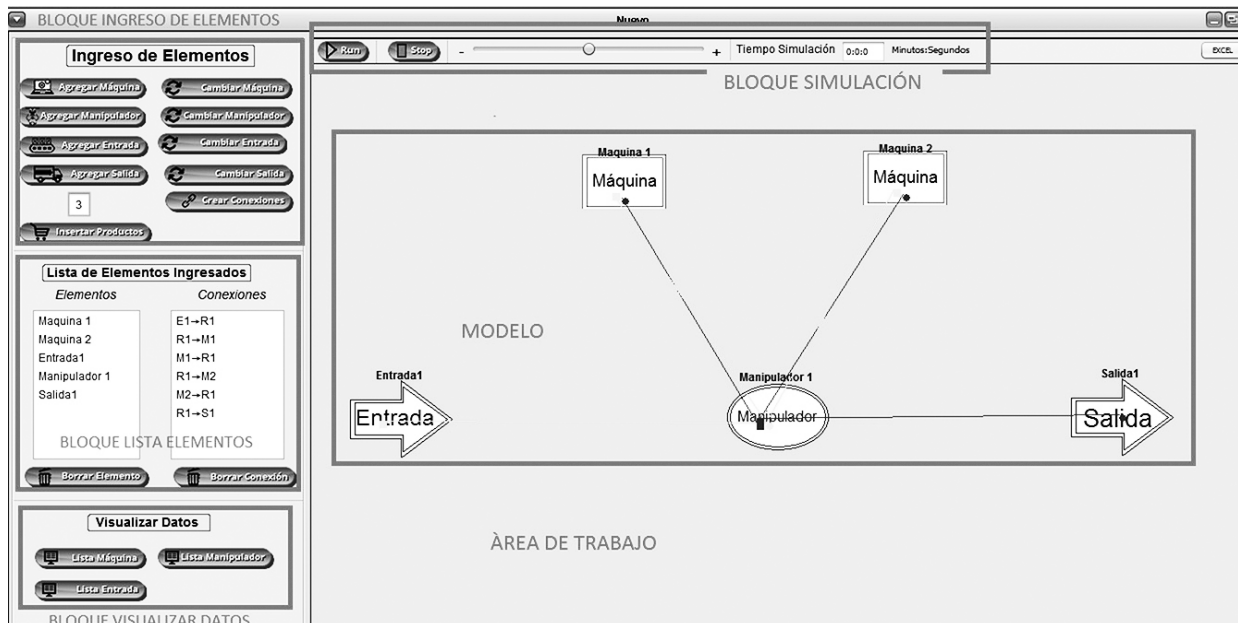 BLOQUE INGRESO DE ELEMENTOS
Nuevo
Ingreso de Elementos
Agregar Máquina
Cambiar Máquina
Agregar Manipulador
Cambiar Manipulador
Agregar Entrada
Cambiar Entrada
Agregar Salida
Cambiar Salida
3
Crear Conexiones
Insertar Productos
Lista de Elementos Ingresados
Elementos
Conexiones
Maquina 1
Maquina 2
Entrada1
Manipulador 1
Salida1
E1→R1
R1→M1
M1→R1
R1→M2
M2→R1
R1→S1
BLOQUE LISTA ELEMENTOS
Borrar Elemento
Borrar Conexión
Visualizar Datos
Lista Máquina
Lista Manipulador
Lista Entrada
BLOQUE VISUALIZAR DATOS
Run
Stop
- +
Tiempo Simulación 0:0:0 Minutos:Segundos
EXCEL
BLOQUE SIMULACIÓN
Maquina 1
Máquina
Maquina 2
Máquina
MODELO
Entrada1
Entrada
Manipulador 1
Manipulador
Salida1
Salida
ÀREA DE TRABAJO